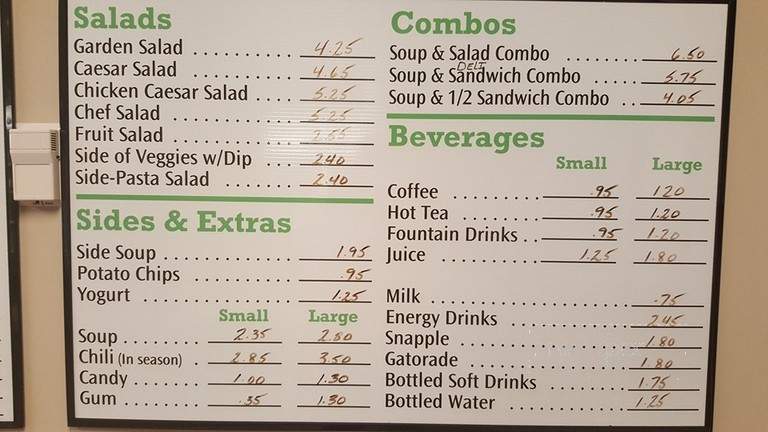 Salads
Garden Salad 4.25
Caesar Salad 4.65
Chicken Caesar Salad 5.25
Chef Salad 5.25
Fruit Salad
Side of Veggies w/Dip 2.40
Side-Pasta Salad 2.40
Sides & Extras
Side Soup 1.95
Potato Chips .95
Yogurt 1.25
Small Large
Soup 2.35 2.80
Chili (In season) 2.85 3.50
Candy 1.00 1.30
Gum .35 1.30
Combos
Soup & Salad Combo 6.50
DELI
Soup & Sandwich Combo 5.75
Soup & 1/2 Sandwich Combo 4.05
Beverages
Small Large
Coffee .95 1.20
Hot Tea .95 1.20
Fountain Drinks .95 1.20
Juice 1.25 1.80
Milk .75
Energy Drinks 2.45
Snapple 1.80
Gatorade 1.80
Bottled Soft Drinks 1.75
Bottled Water 1.25